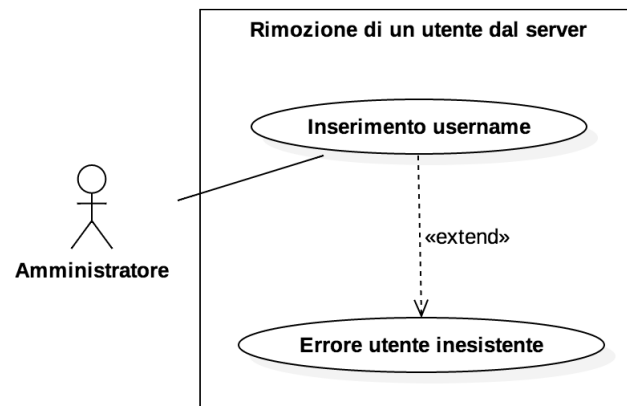 Rimozione di un utente dal server
Inserimento username
«extend»
Amministratore
Errore utente inesistente